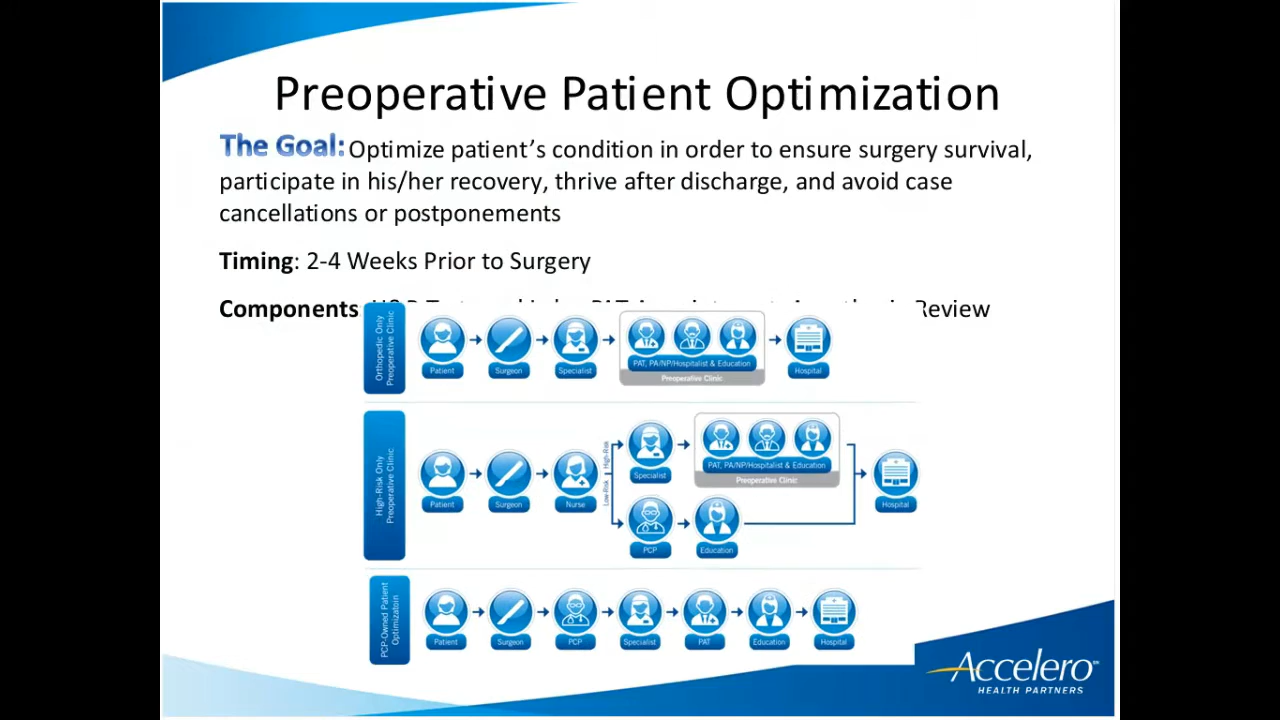 Preoperative Patient Optimization
The Goal: Optimize patient’s condition in order to ensure surgery survival,
participate in his/her recovery, thrive after discharge, and avoid case
cancellations or postponements
Timing: 2-4 Weeks Prior to Surgery
Components Review
Orthopedic Only
Preoperative Clinic
Patient
Surgeon
Specialist
PAT, PA/NP/Hospitalist & Education
Preoperative Clinic
Hospital
High-Risk Only
Preoperative Clinic
Patient
Surgeon
Nurse
High-Risk
Low-Risk
Specialist
PAT, PA/NP/Hospitalist & Education
Preoperative Clinic
PCP
Education
Hospital
PCP-Owned Patient
Optimizatoin
Patient
Surgeon
PCP
Specialist
PAT
Education
Hospital
Accelero℠
HEALTH PARTNERS